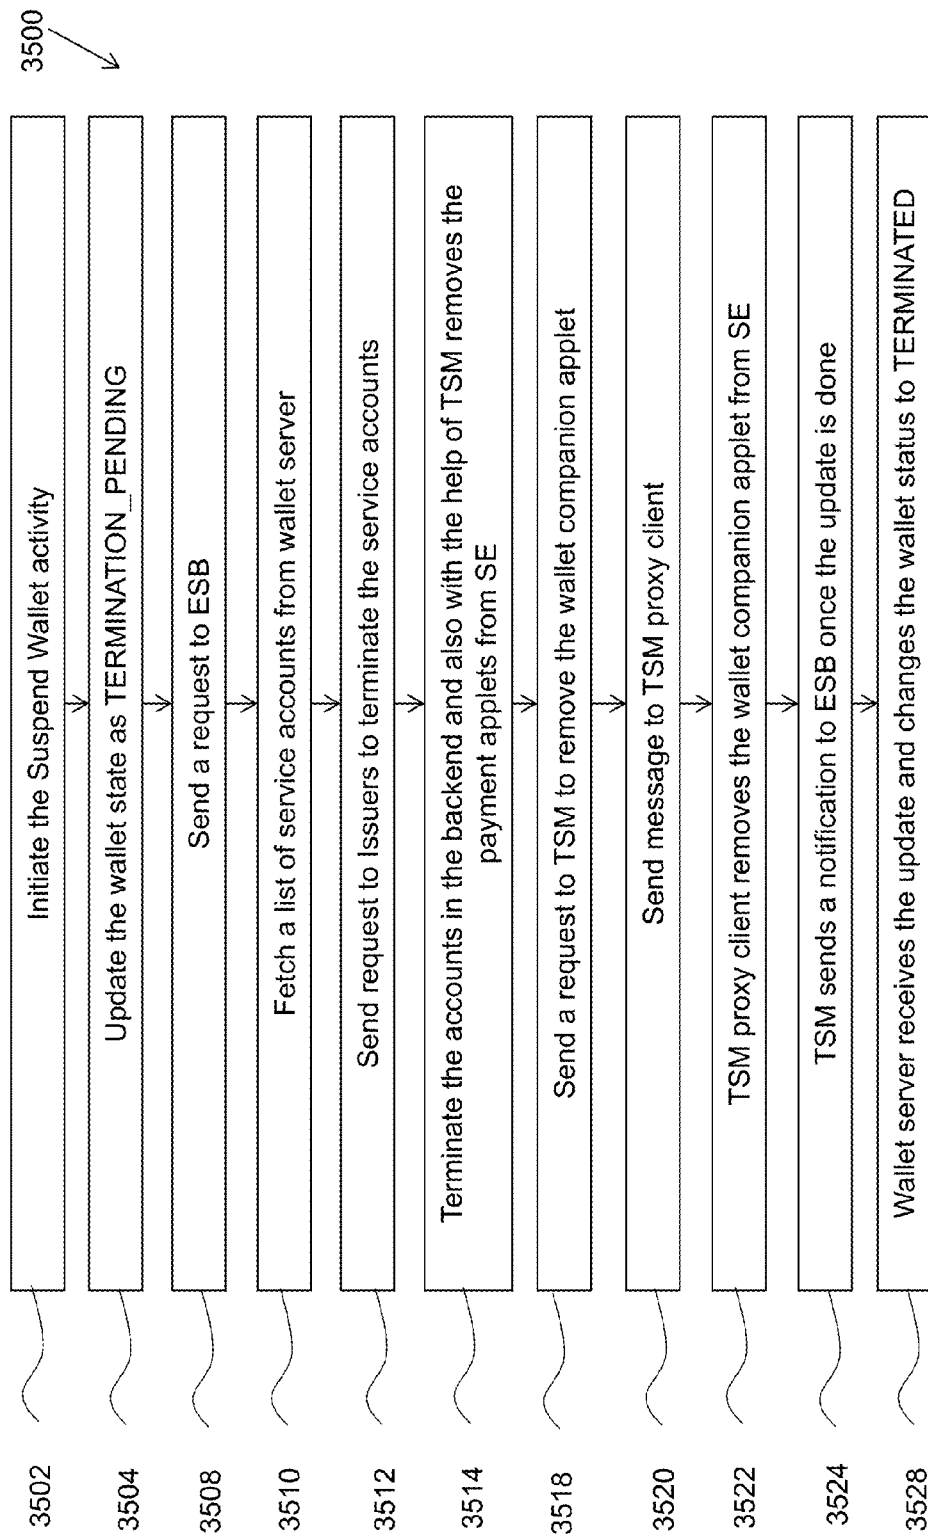 3500
3502 Initiate the Suspend Wallet activity
3504 Update the wallet state as TERMINATION_PENDING
3508 Send a request to ESB
3510 Fetch a list of service accounts from wallet server
3512 Send request to Issuers to terminate the service accounts
3514 Terminate the accounts in the backend and also with the help of TSM removes the
payment applets from SE
3518 Send a request to TSM to remove the wallet companion applet
3520 Send message to TSM proxy client
3522 TSM proxy client removes the wallet companion applet from SE
3524 TSM sends a notification to ESB once the update is done
3528 Wallet server receives the update and changes the wallet status to TERMINATED